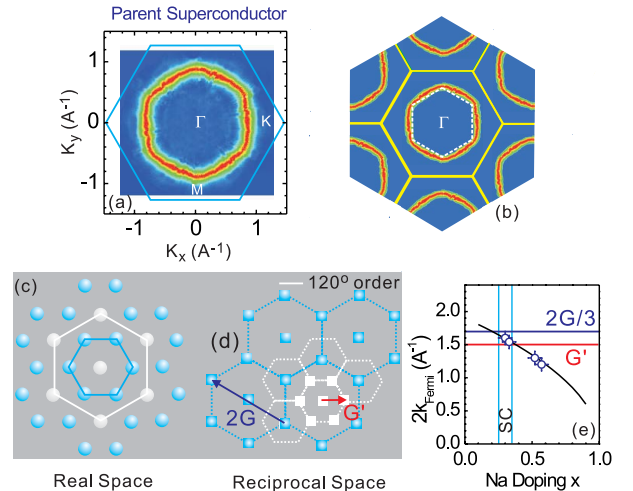 Parent Superconductor
1
0
-1
K_y (A⁻¹)
Γ
K
M
(a)
-1 0 1
K_x (A⁻¹)
Γ
(b)
(c)
120° order
(d)
2G
G'
Real Space
Reciprocal Space
2.0
1.5
1.0
0.5
0.0
2k_Fermi (A⁻¹)
2G/3
G'
SC
(e)
0.0 0.5 1.0
Na Doping x